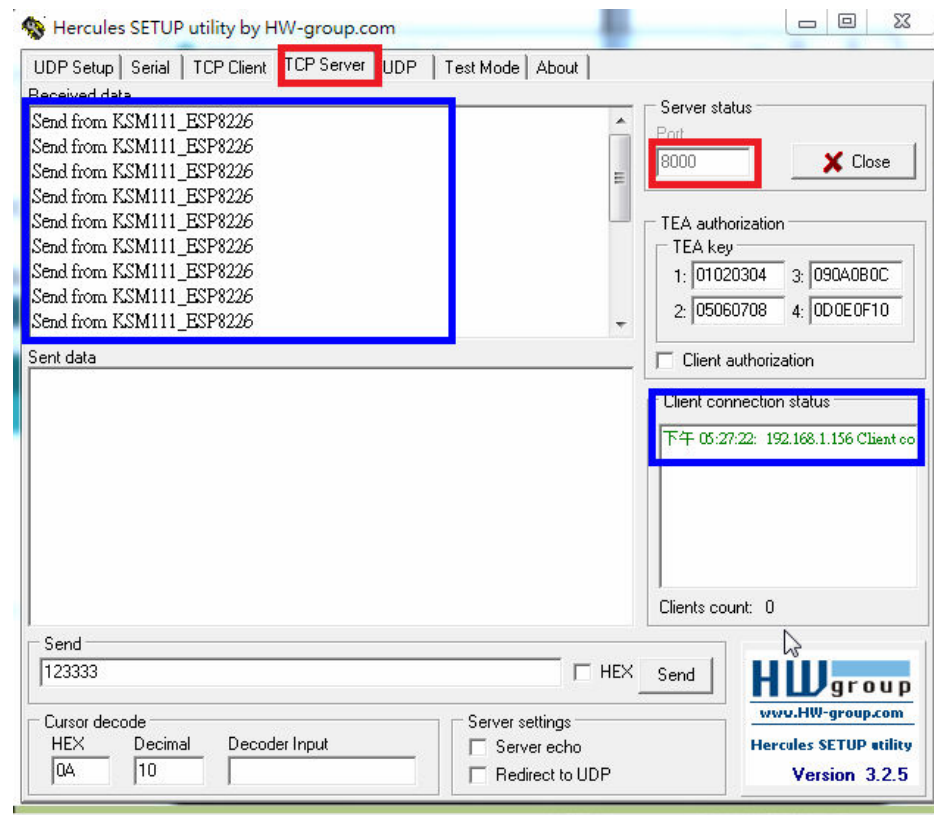 Hercules SETUP utility by HW-group.com
UDP Setup Serial TCP Client TCP Server UDP Test Mode About
Received data
Send from KSM111_ESP8226
Send from KSM111_ESP8226
Send from KSM111_ESP8226
Send from KSM111_ESP8226
Send from KSM111_ESP8226
Send from KSM111_ESP8226
Send from KSM111_ESP8226
Send from KSM111_ESP8226
Send from KSM111_ESP8226
Sent data
Server status
Port
8000
Close
TEA authorization
TEA key
1: 01020304 3: 090A0B0C
2: 05060708 4: 0D0E0F10
Client authorization
Client connection status
下午 05:27:22: 192.168.1.156 Client co
Clients count: 0
Send
123333
HEX Send
Cursor decode
HEX Decimal Decoder Input
0A 10
Server settings
Server echo
Redirect to UDP
HWgroup
www.HW-group.com
Hercules SETUP utility
Version 3.2.5